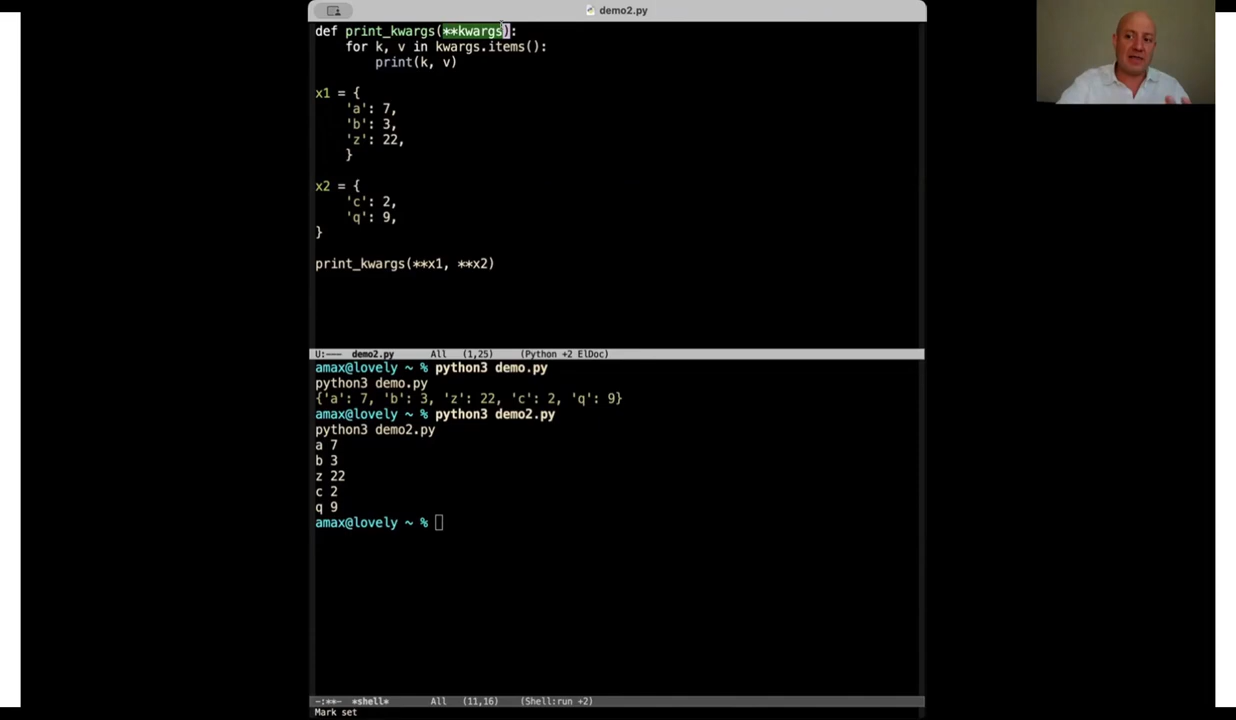 demo2.py
def print_kwargs(**kwargs):
    for k, v in kwargs.items():
        print(k, v)
x1 = {
    'a': 7,
    'b': 3,
    'z': 22,
    }
x2 = {
    'c': 2,
    'q': 9,
}
print_kwargs(**x1, **x2)
U:---  demo2.py      All   (1,25)     (Python +2 ElDoc)
amax@lovely ~ % python3 demo.py
python3 demo.py
{'a': 7, 'b': 3, 'z': 22, 'c': 2, 'q': 9}
amax@lovely ~ % python3 demo2.py
python3 demo2.py
a 7
b 3
z 22
c 2
q 9
amax@lovely ~ %
-:**-  *shell*       All   (11,16)    (Shell:run +2)
Mark set